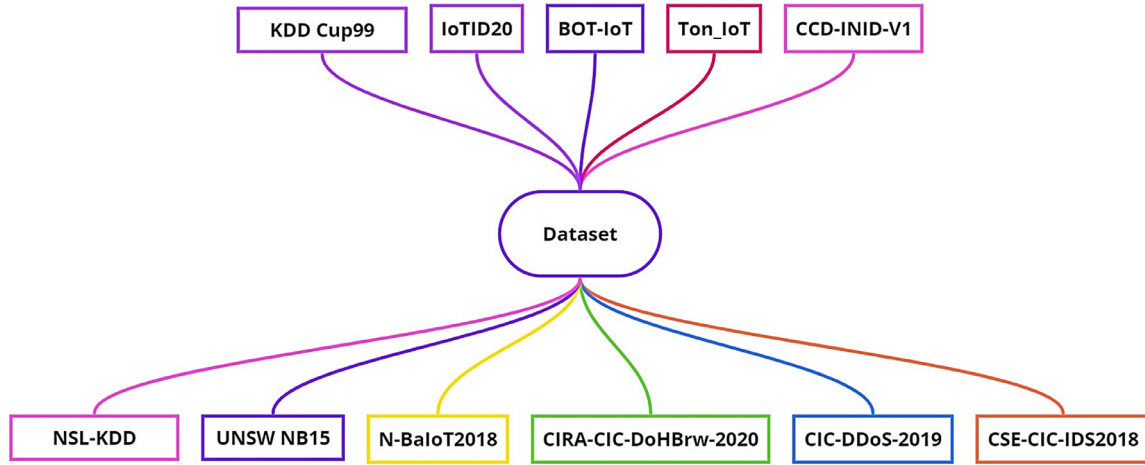 KDD Cup99
IoTID20
BOT-IoT
Ton_IoT
CCD-INID-V1
Dataset
NSL-KDD
UNSW NB15
N-BaIoT2018
CIRA-CIC-DoHBrw-2020
CIC-DDoS-2019
CSE-CIC-IDS2018